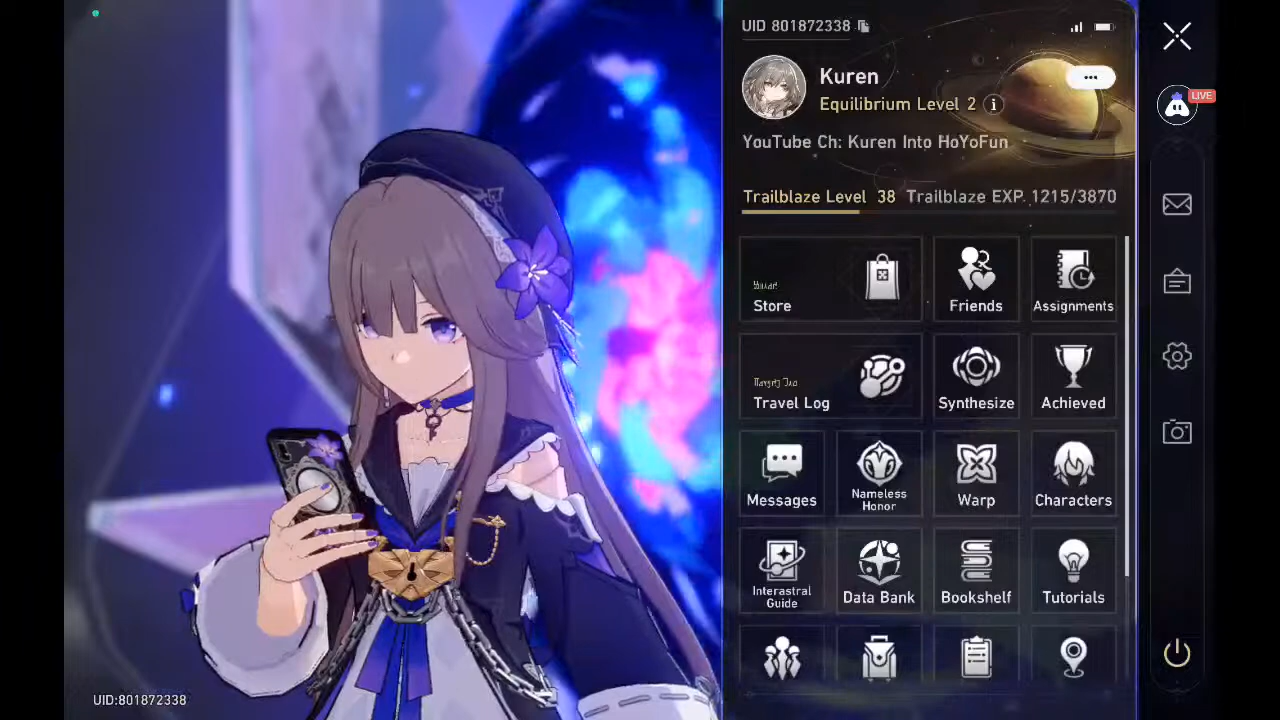 UID 801872338
LIVE
Kuren
Equilibrium Level 2
YouTube Ch: Kuren Into HoYoFun
Trailblaze Level 38 Trailblaze EXP. 1215/3870
Store
Friends
Assignments
Travel Log
Synthesize
Achieved
Messages
Nameless
Honor
Warp
Characters
Interastral
Guide
Data Bank
Bookshelf
Tutorials
UID:801872338